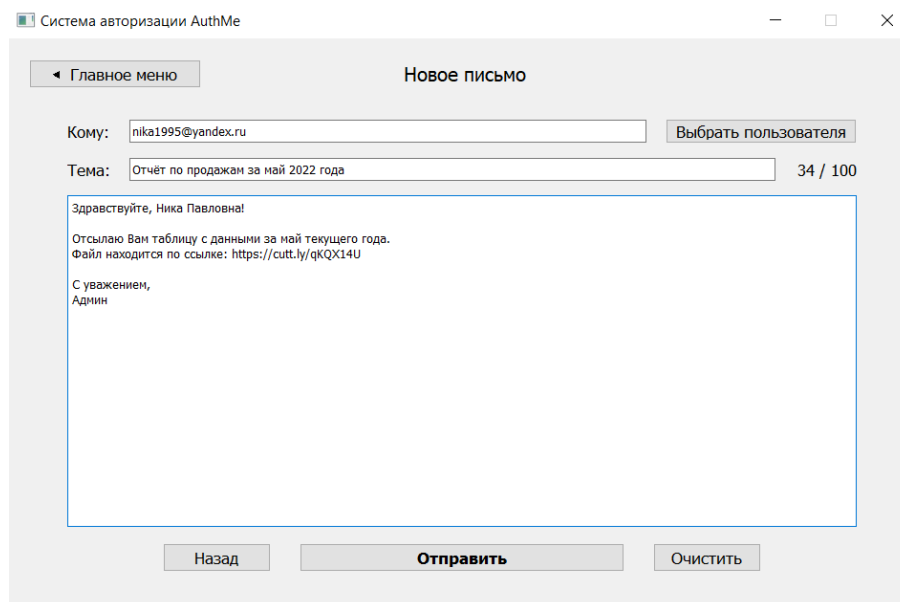 Система авторизации AuthMe
◄ Главное меню
Новое письмо
Кому: nika1995@yandex.ru Выбрать пользователя
Тема: Отчёт по продажам за май 2022 года 34 / 100
Здравствуйте, Ника Павловна!
Отсылаю Вам таблицу с данными за май текущего года.
Файл находится по ссылке: https://cutt.ly/qKQX14U
С уважением,
Админ
Назад Отправить Очистить